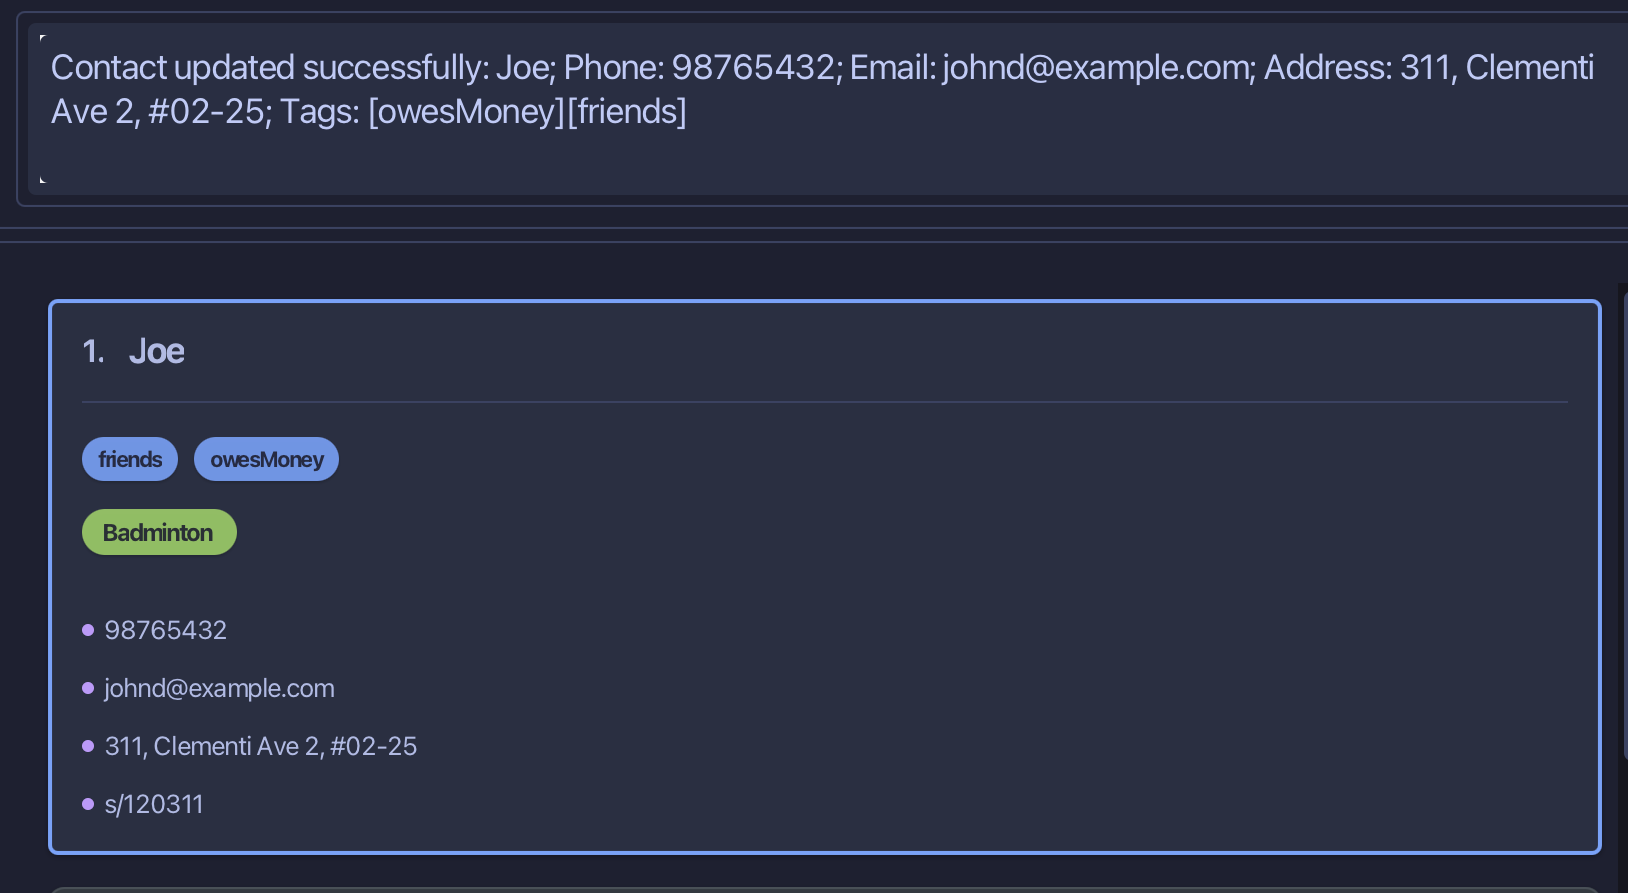 Contact updated successfully: Joe; Phone: 98765432; Email: johnd@example.com; Address: 311, Clementi
Ave 2, #02-25; Tags: [owesMoney][friends]
1. Joe
friends owesMoney
Badminton
98765432
johnd@example.com
311, Clementi Ave 2, #02-25
s/120311